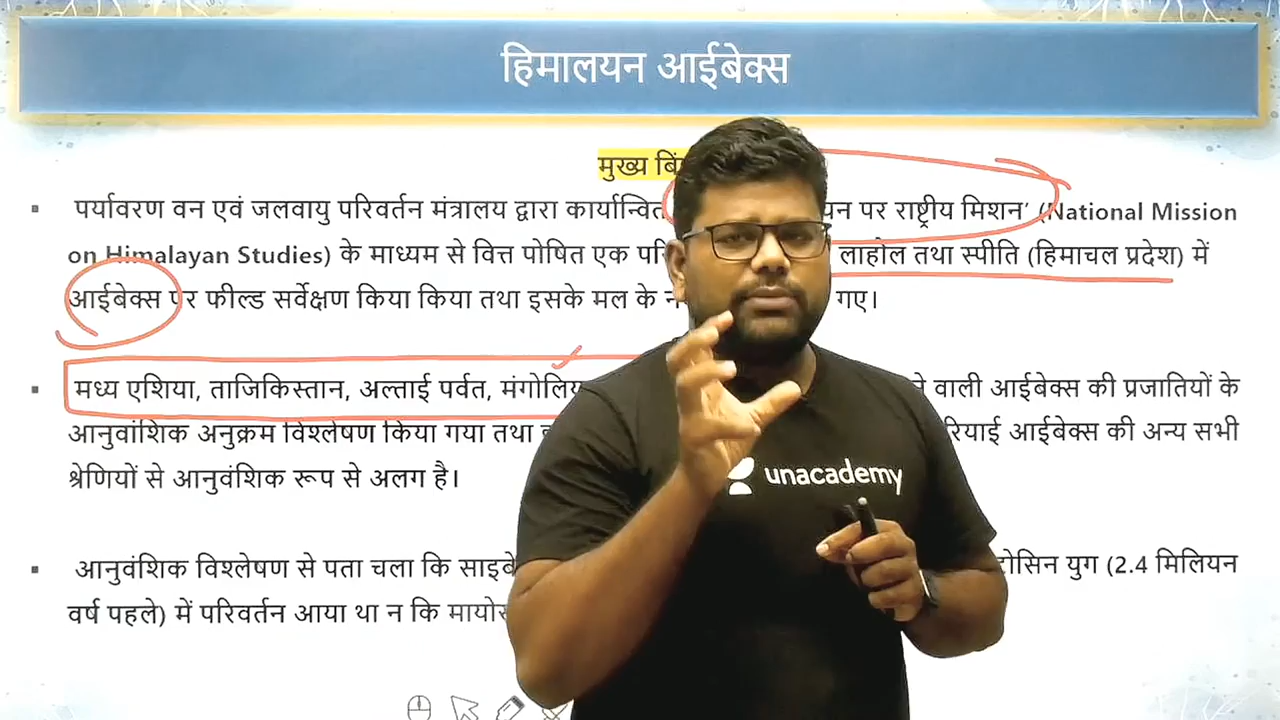 हिमालयन आईबेक्स
मुख्य
पर्यावरण वन एवं जलवायु परिवर्तन मंत्रालय द्वारा कार्यान्वित पर राष्ट्रीय मिशन’ (National Mission
on Himalayan Studies) के माध्यम से वित्त पोषित एक लाहोल तथा स्पीति (हिमाचल प्रदेश) में
आईबेक्स पर फील्ड सर्वेक्षण किया किया तथा इसके मल के गए।
मध्य एशिया, ताजिकिस्तान, अल्ताई पर्वत, वाली आईबेक्स की प्रजातियों के
आनुवांशिक अनुक्रम विश्लेषण किया गया तथा आईबेक्स की अन्य सभी
श्रेणियों से आनुवंशिक रूप से अलग है।
आनुवंशिक विश्लेषण से पता चला कि युग (2.4 मिलियन
वर्ष पहले) में परिवर्तन आया था न कि
unacademy